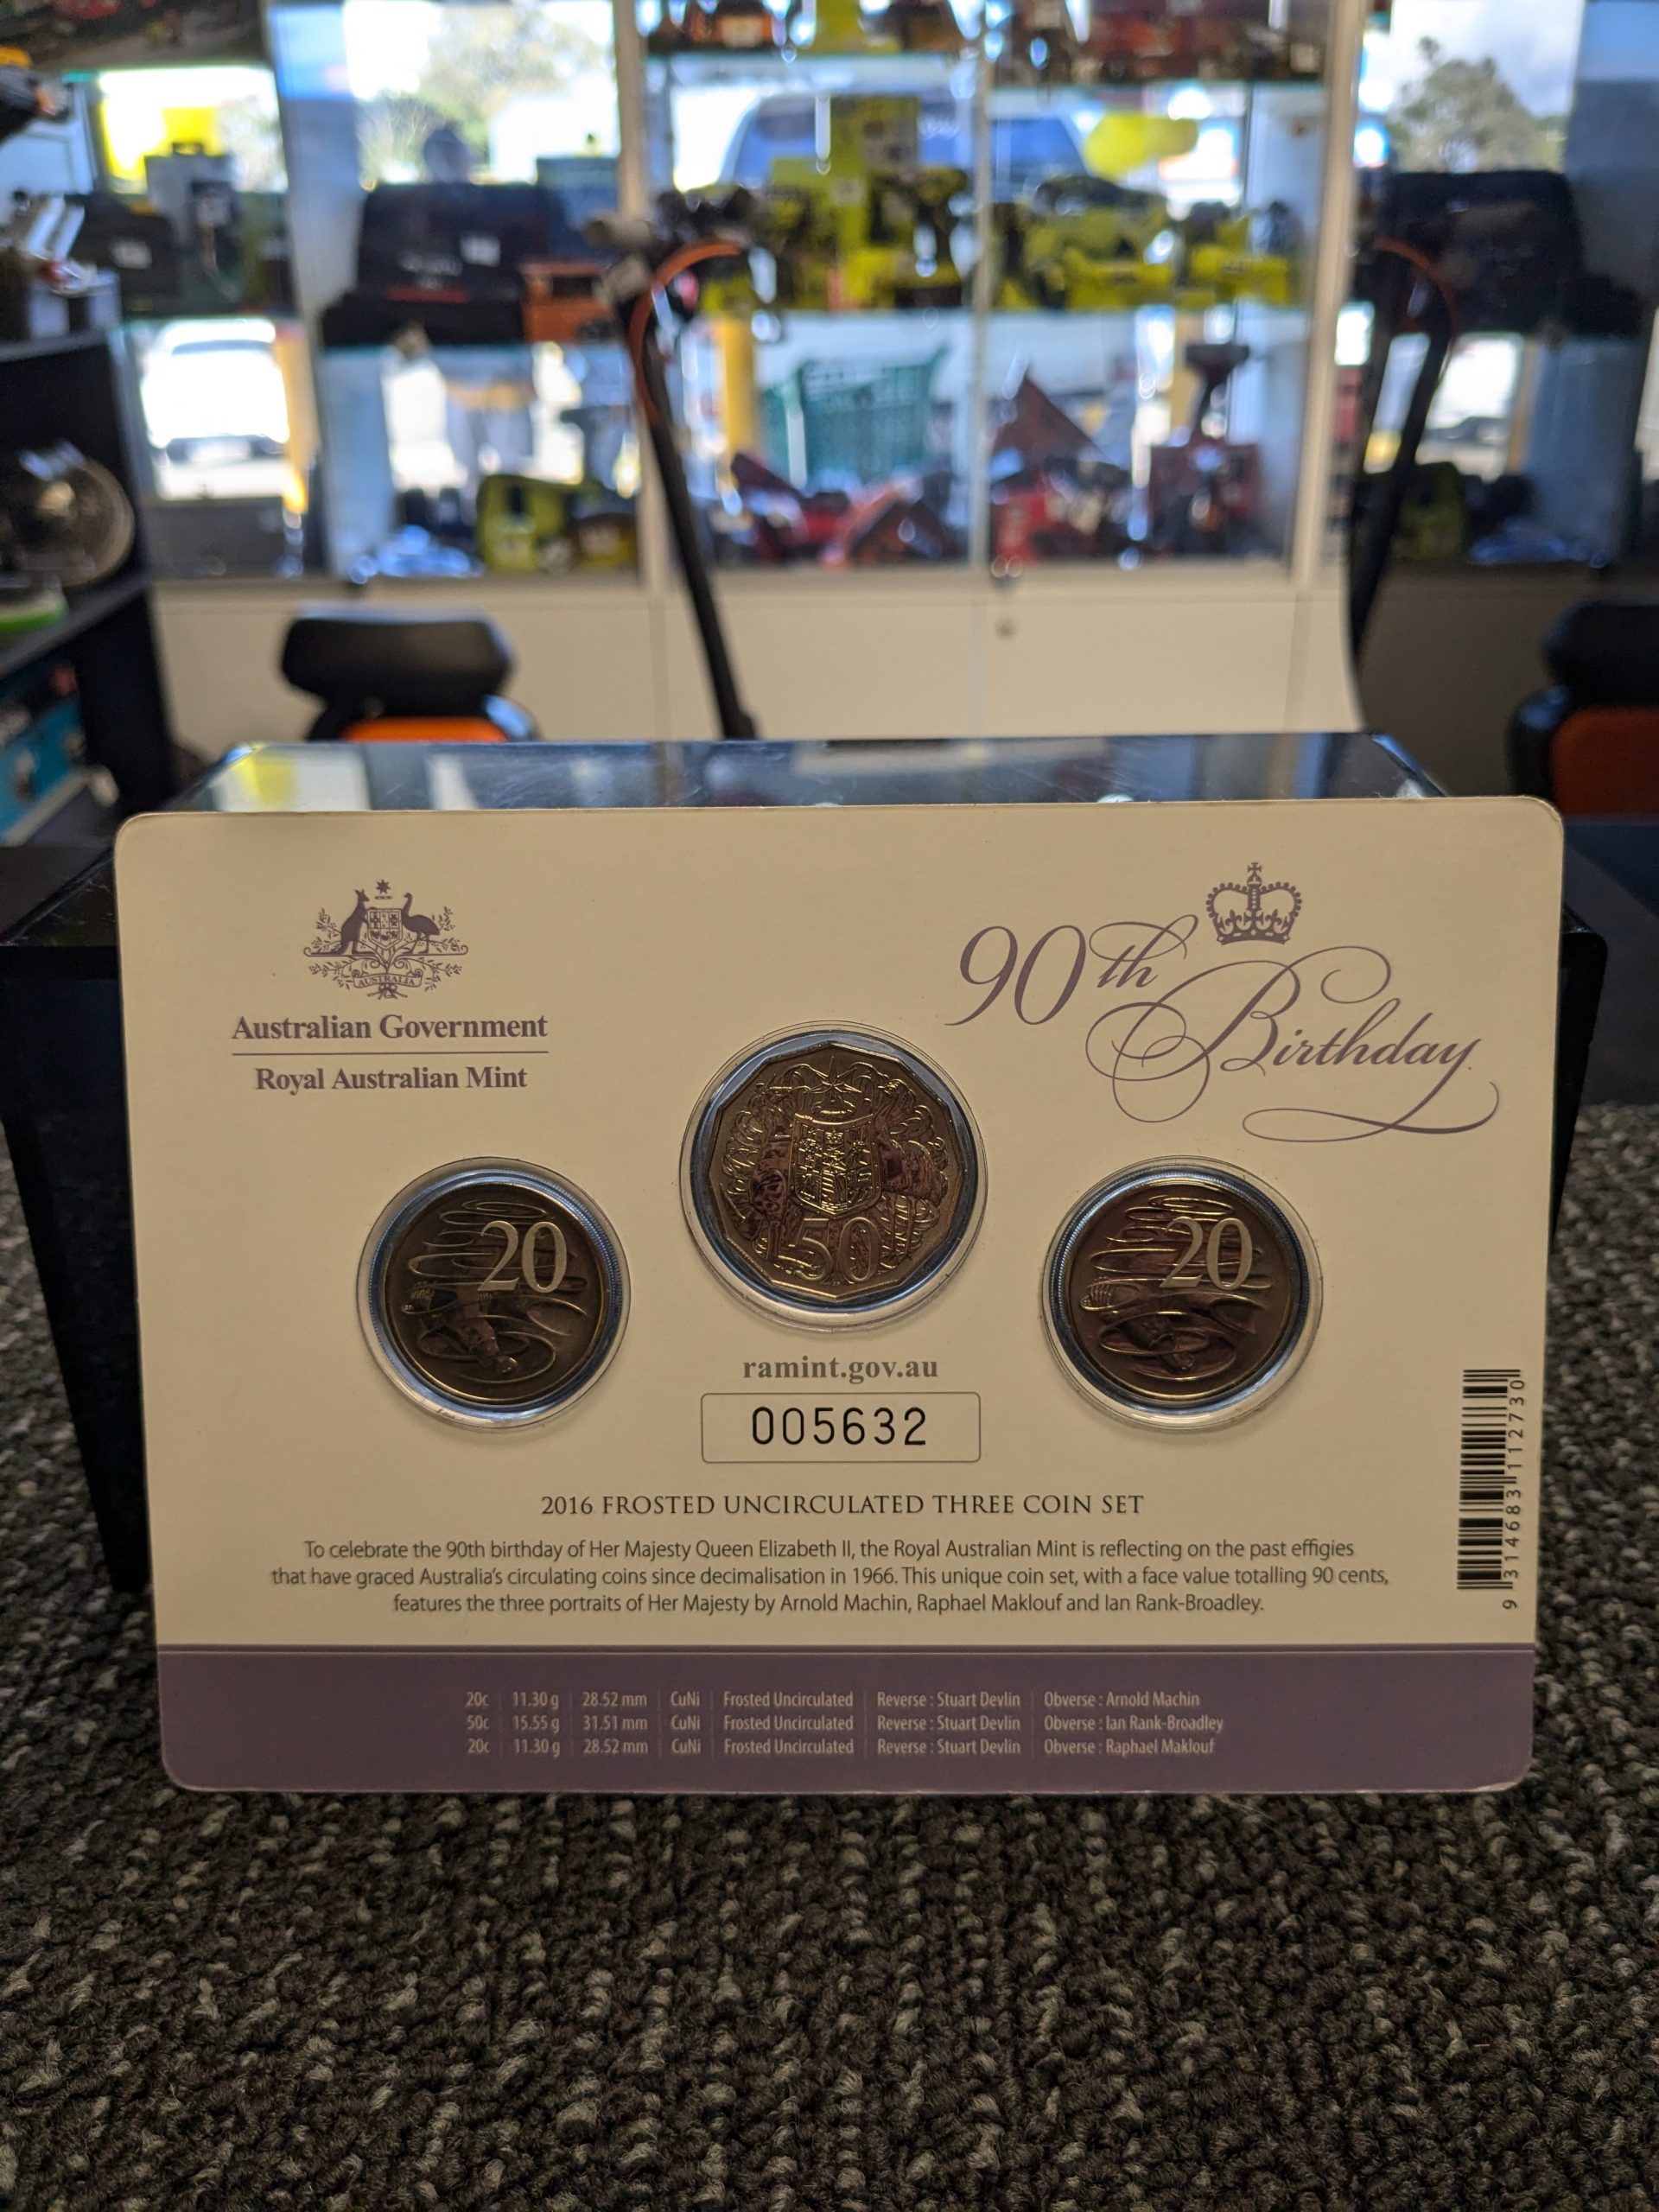 AUSTRALIA
Australian Government
Royal Australian Mint
90th
Birthday
20
50
20
ramint.gov.au
005632
9 314683 112730
2016 FROSTED UNCIRCULATED THREE COIN SET
To celebrate the 90th birthday of Her Majesty Queen Elizabeth II, the Royal Australian Mint is reflecting on the past effigies
that have graced Australia's circulating coins since decimalisation in 1966. This unique coin set, with a face value totalling 90 cents,
features the three portraits of Her Majesty by Arnold Machin, Raphael Maklouf and Ian Rank-Broadley.
20c | 11.30 g | 28.52 mm | CuNi | Frosted Uncirculated | Reverse : Stuart Devlin | Obverse : Arnold Machin
50c | 15.55 g | 31.51 mm | CuNi | Frosted Uncirculated | Reverse : Stuart Devlin | Obverse : Ian Rank-Broadley
20c | 11.30 g | 28.52 mm | CuNi | Frosted Uncirculated | Reverse : Stuart Devlin | Obverse : Raphael Maklouf